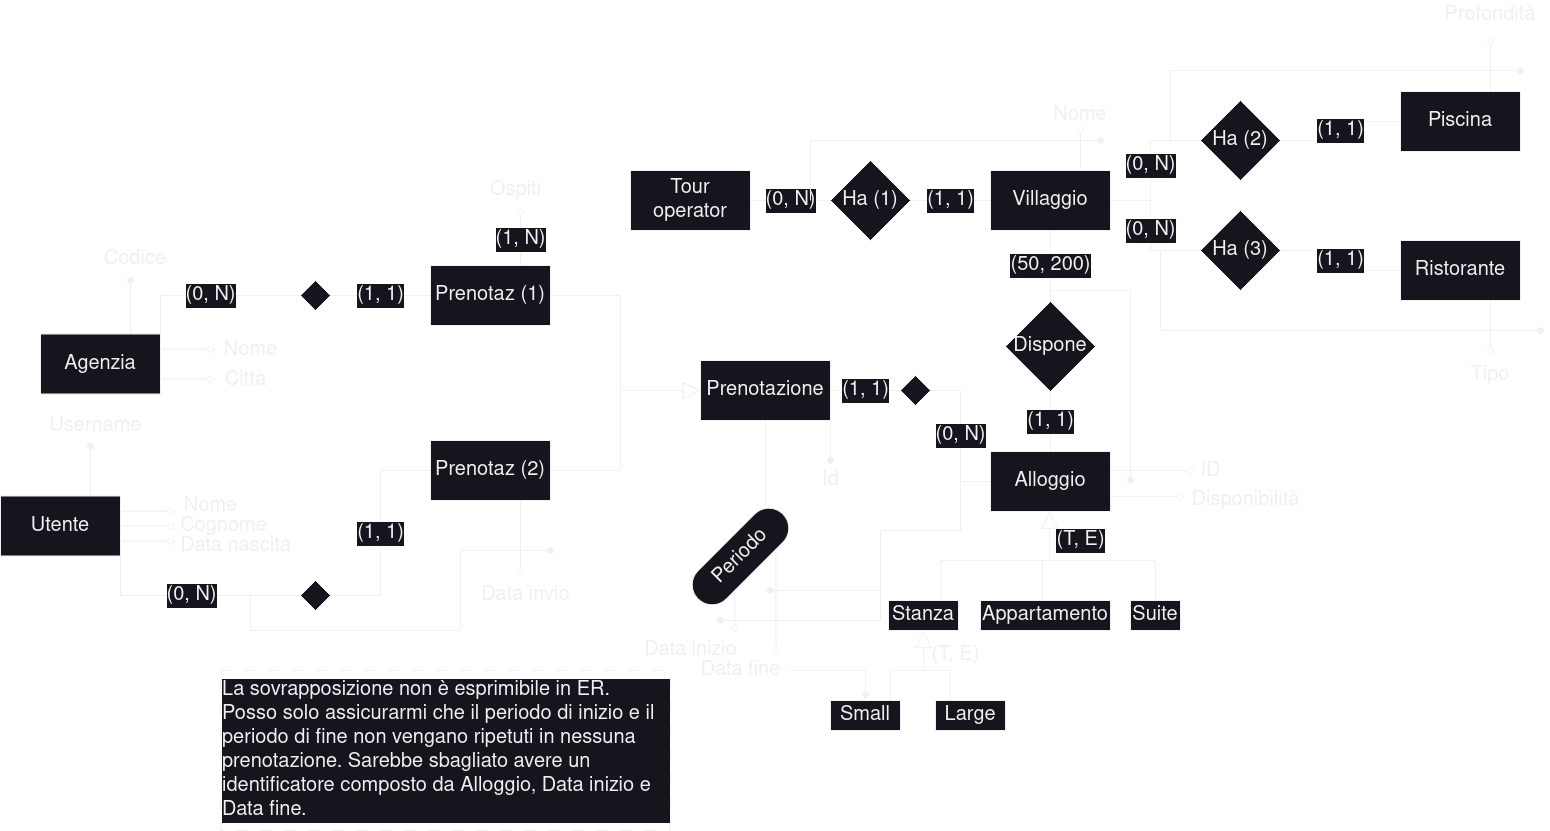 Profondità
Piscina
Ha (2)
(1, 1)
Nome
(0, N)
Tour
operator
(0, N)
Ha (1)
(1, 1)
Villaggio
Ospiti
(1, N)
(0, N)
Ha (3)
(1, 1)
Ristorante
Codice
(50, 200)
(0, N)
(1, 1)
Prenotaz (1)
Agenzia
Nome
Città
Dispone
Tipo
Prenotazione
(1, 1)
Username
(0, N)
(1, 1)
Prenotaz (2)
Id
Alloggio
ID
Disponibilità
Utente
Nome
Cognome
Data nascita
(1, 1)
Periodo
(T, E)
(0, N)
Data invio
Stanza
Appartamento
Suite
Data inizio
Data fine
(T, E)
Small
Large
La sovrapposizione non è esprimibile in ER.
Posso solo assicurarmi che il periodo di inizio e il
periodo di fine non vengano ripetuti in nessuna
prenotazione. Sarebbe sbagliato avere un
identificatore composto da Alloggio, Data inizio e
Data fine.